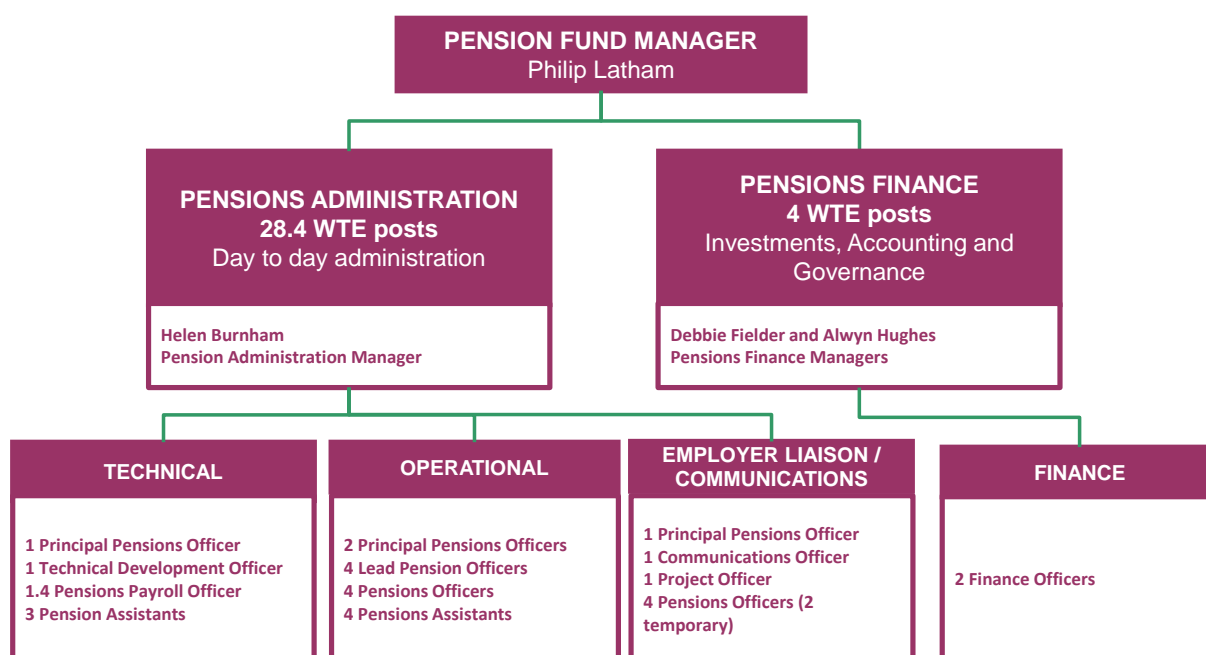 PENSION FUND MANAGER
Philip Latham
PENSIONS ADMINISTRATION
28.4 WTE posts
Day to day administration
Helen Burnham
Pension Administration Manager
PENSIONS FINANCE
4 WTE posts
Investments, Accounting and
Governance
Debbie Fielder and Alwyn Hughes
Pensions Finance Managers
TECHNICAL
1 Principal Pensions Officer
1 Technical Development Officer
1.4 Pensions Payroll Officer
3 Pension Assistants
OPERATIONAL
2 Principal Pensions Officers
4 Lead Pension Officers
4 Pensions Officers
4 Pensions Assistants
EMPLOYER LIAISON /
COMMUNICATIONS
1 Principal Pensions Officer
1 Communications Officer
1 Project Officer
4 Pensions Officers (2
temporary)
FINANCE
2 Finance Officers